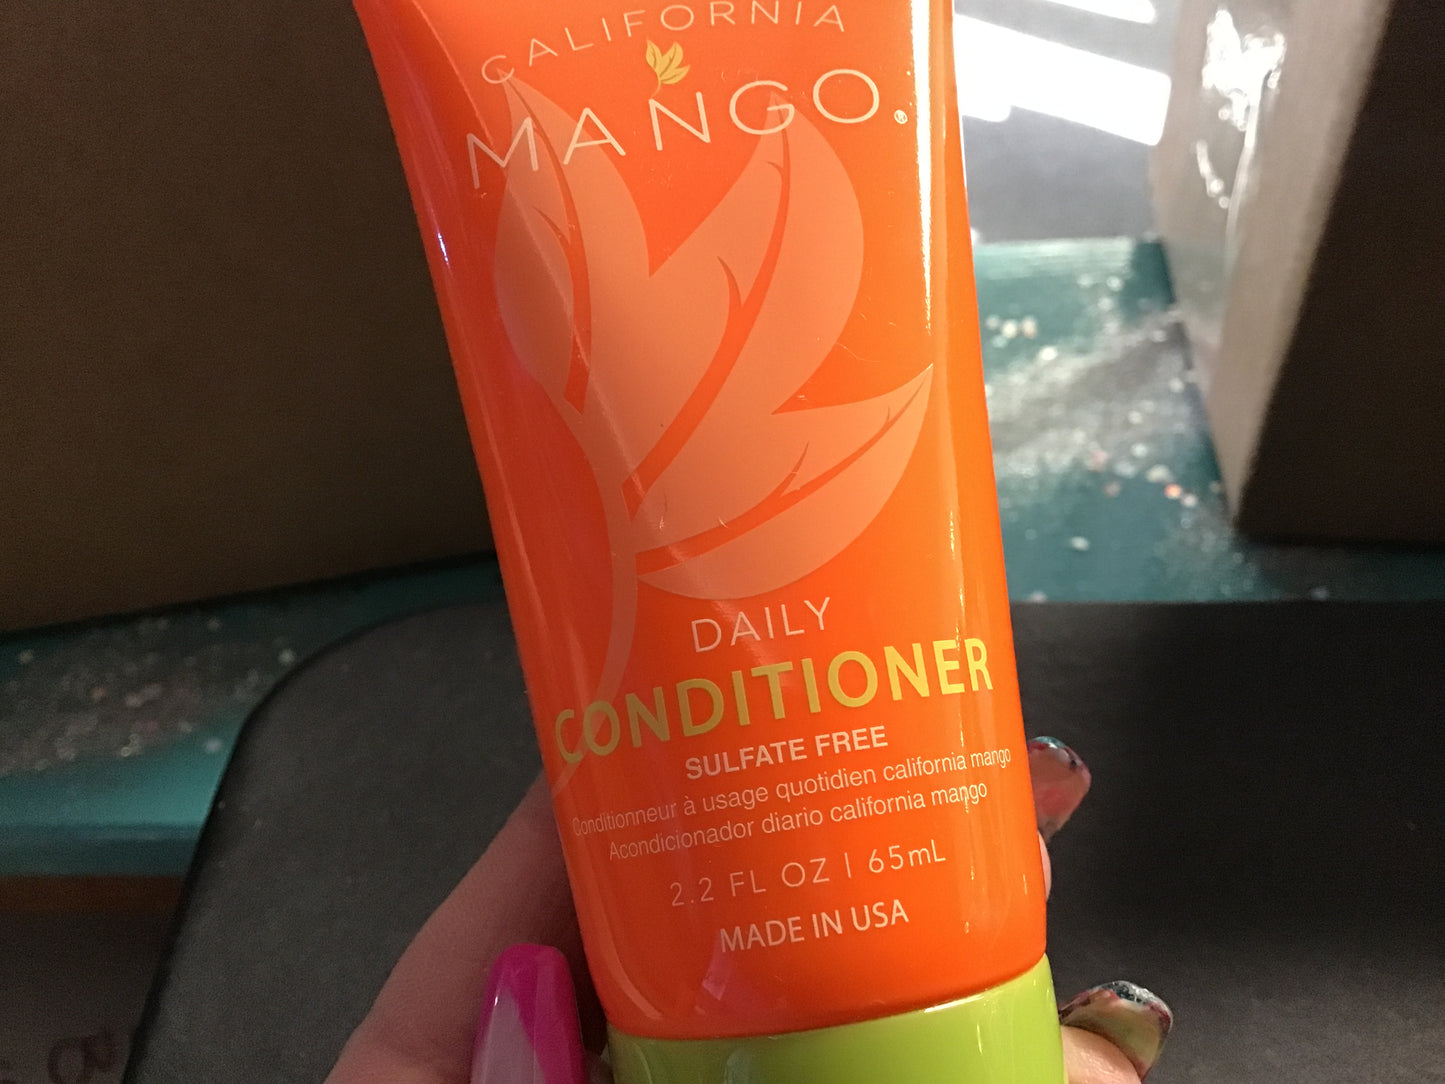 CALIFORNIA
MANGO®
DAILY
CONDITIONER
SULFATE FREE
Conditionneur à usage quotidien california mango
Acondicionador diario california mango
2.2 FL OZ | 65mL
MADE IN USA